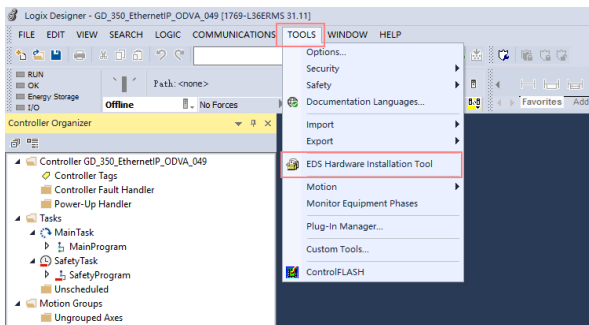 Logix Designer - GD_350_EthernetIP_ODVA_049 [1769-L36ERMS 31.11]
FILE EDIT VIEW SEARCH LOGIC COMMUNICATIONS TOOLS WINDOW HELP
RUN
OK
Energy Storage
I/O
Path: <none>
Offline
No Forces
Favorites
Add
Options...
Security
Safety
Documentation Languages...
Import
Export
EDS Hardware Installation Tool
Motion
Monitor Equipment Phases
Plug-In Manager...
Custom Tools...
ControlFLASH
Controller Organizer
Controller GD_350_EthernetIP_ODVA_049
Controller Tags
Controller Fault Handler
Power-Up Handler
Tasks
MainTask
MainProgram
SafetyTask
SafetyProgram
Unscheduled
Motion Groups
Ungrouped Axes